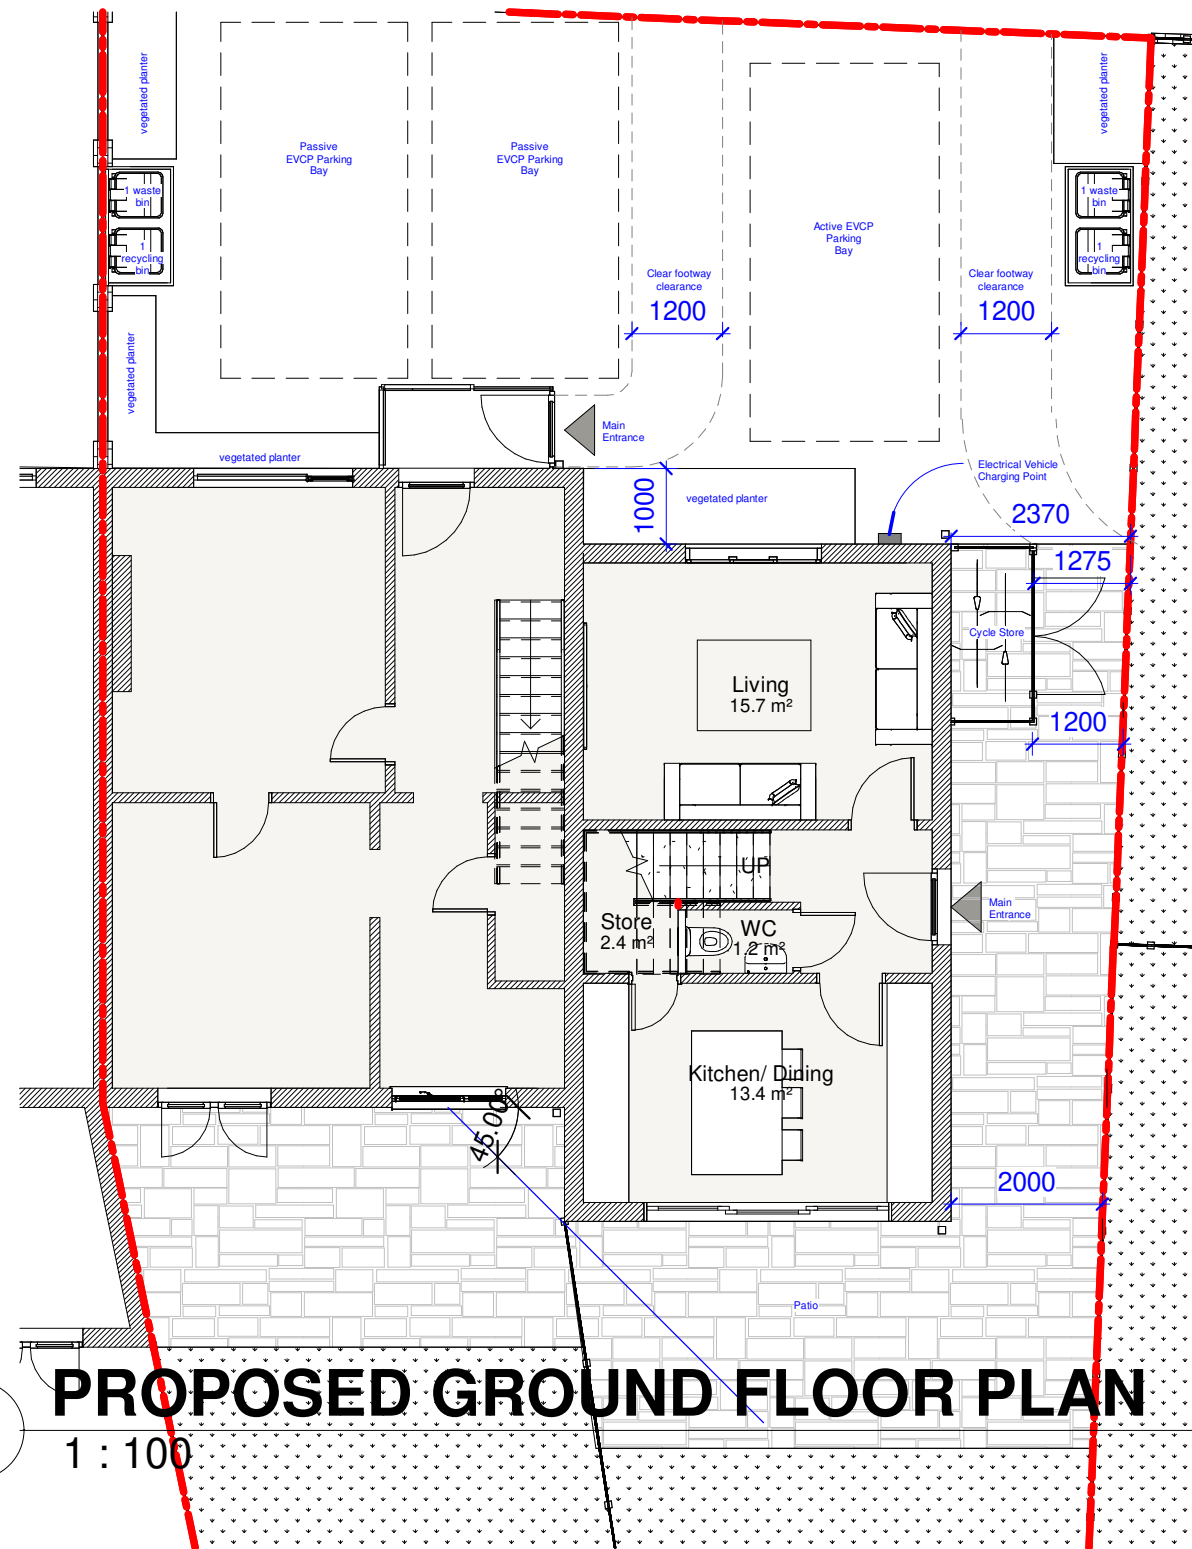 vegetated planter
vegetated planter
Passive
EVCP Parking
Bay
Passive
EVCP Parking
Bay
1 waste
bin
1
recycling
bin
1 waste
bin
1
recycling
bin
Active EVCP
Parking
Bay
Clear footway
clearance
1200
Clear footway
clearance
1200
vegetated planter
Main
Entrance
vegetated planter
Electrical Vehicle
Charging Point
1000
vegetated planter
2370
1275
Cycle Store
Living
15.7 m²
1200
UP
Store
2.4 m²
WC
1.2 m²
Main
Entrance
Kitchen/ Dining
13.4 m²
45.00°
2000
Patio
PROPOSED GROUND FLOOR PLAN
1 : 100